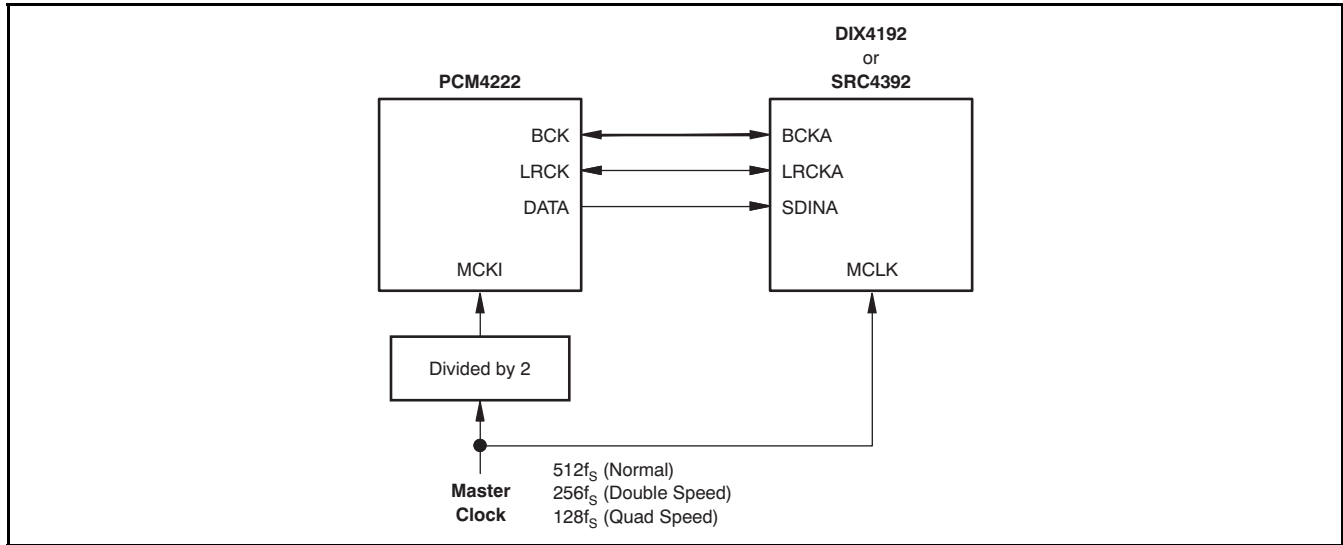 DIX4192
or
SRC4392
PCM4222
BCK
BCKA
LRCK
LRCKA
DATA
SDINA
MCKI
MCLK
Divided by 2
Master
Clock
512fS (Normal)
256fS (Double Speed)
128fS (Quad Speed)